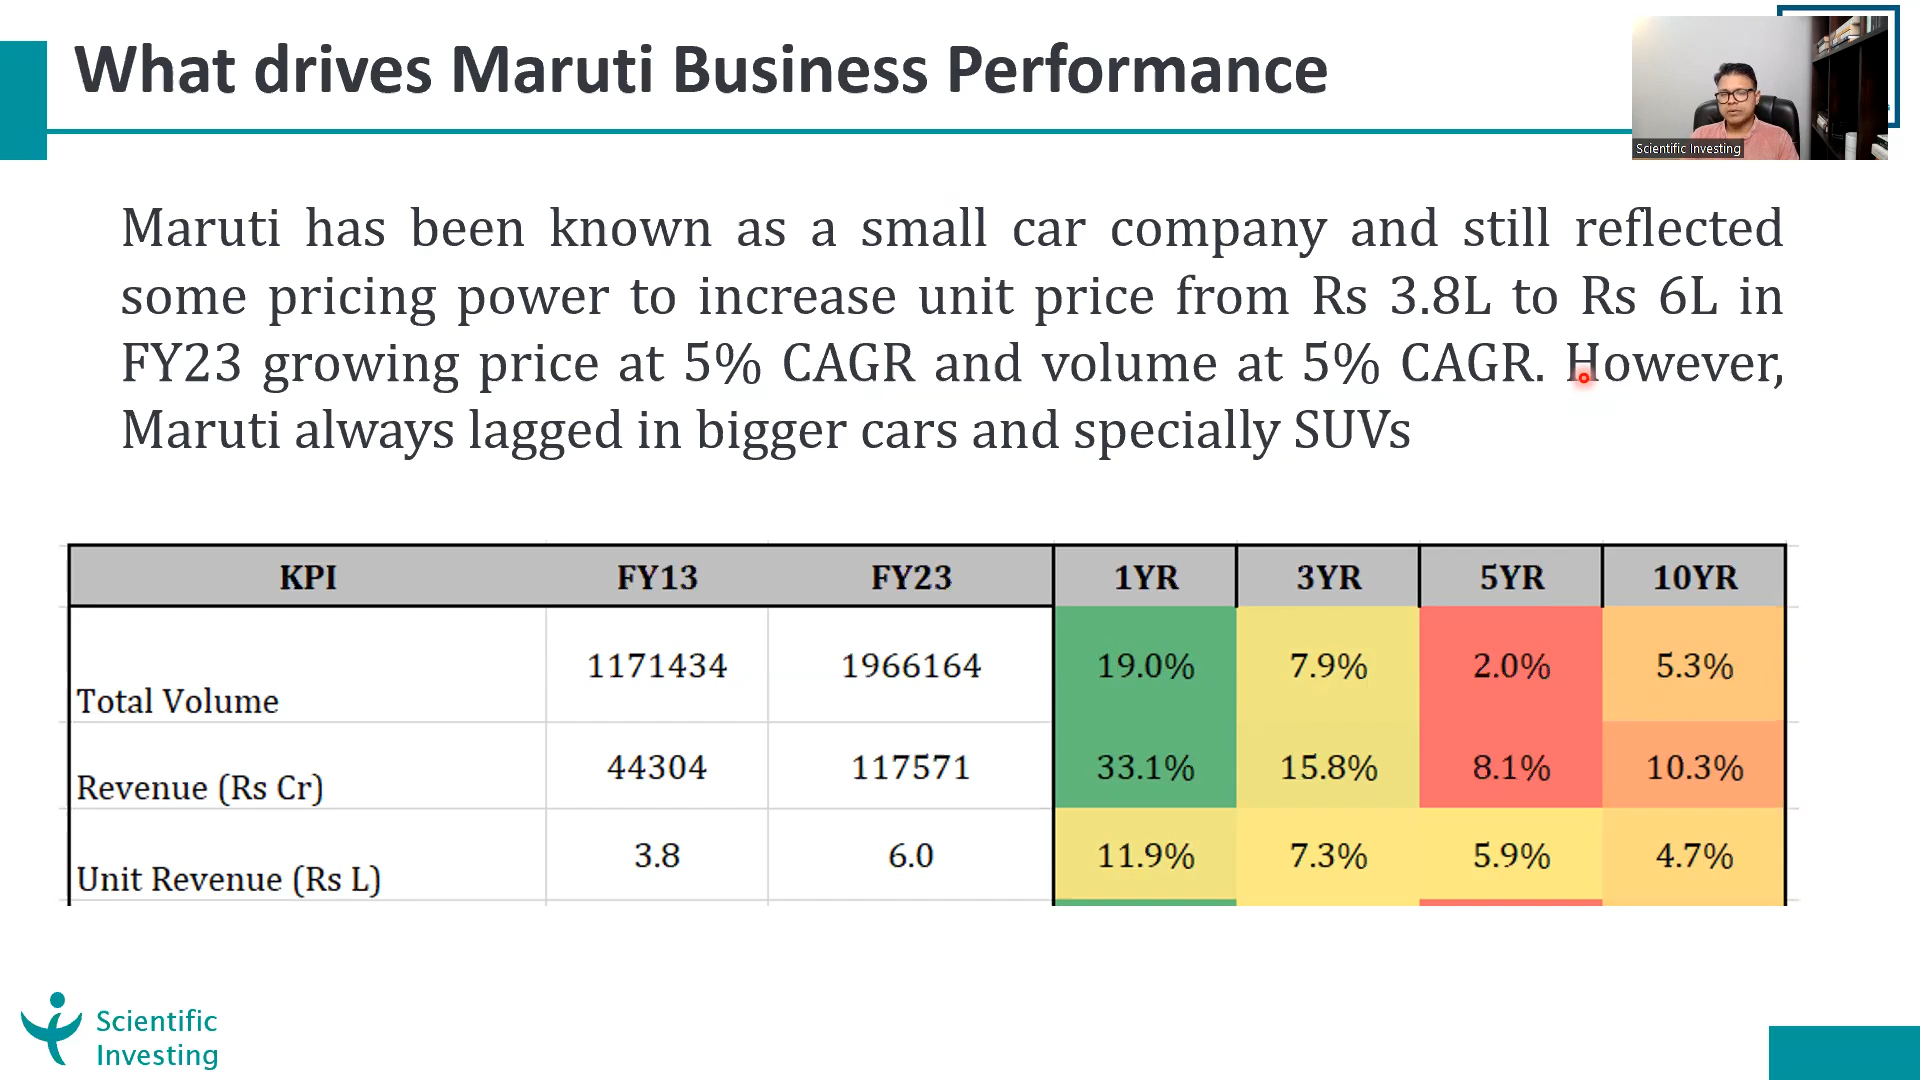 What drives Maruti Business Performance
Scientific Investing
Maruti has been known as a small car company and still reflected
some pricing power to increase unit price from Rs 3.8L to Rs 6L in
FY23 growing price at 5% CAGR and volume at 5% CAGR. However,
Maruti always lagged in bigger cars and specially SUVs
KPI FY13 FY23 1YR 3YR 5YR 10YR
Total Volume 1171434 1966164 19.0% 7.9% 2.0% 5.3%
Revenue (Rs Cr) 44304 117571 33.1% 15.8% 8.1% 10.3%
Unit Revenue (Rs L) 3.8 6.0 11.9% 7.3% 5.9% 4.7%
Scientific
Investing